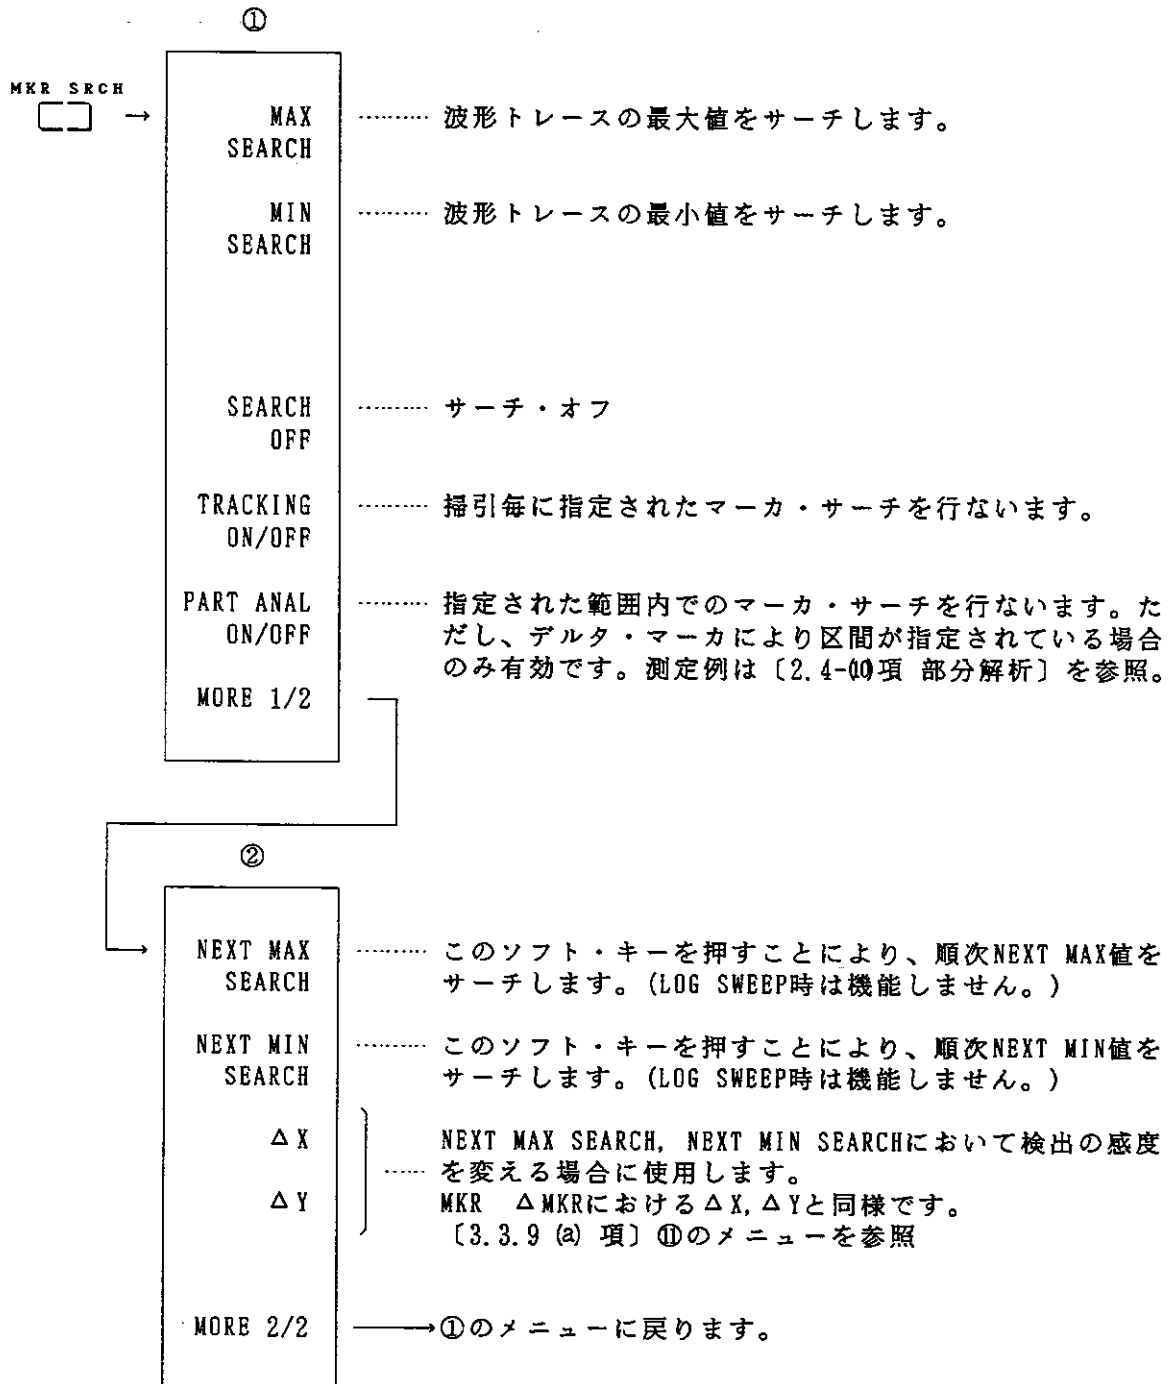 ①
MKR SRCH
→ MAX ……… 波形トレースの最大値をサーチします。
SEARCH
MIN ……… 波形トレースの最小値をサーチします。
SEARCH
SEARCH ……… サーチ・オフ
OFF
TRACKING ……… 掃引毎に指定されたマーカ・サーチを行ないます。
ON/OFF
PART ANAL ……… 指定された範囲内でのマーカ・サーチを行ないます。た
ON/OFF だし、デルタ・マーカにより区間が指定されている場合
のみ有効です。測定例は〔2.4-項 部分解析〕を参照。
MORE 1/2
②
→ NEXT MAX ……… このソフト・キーを押すことにより、順次NEXT MAX値を
SEARCH サーチします。(LOG SWEEP時は機能しません。)
NEXT MIN ……… このソフト・キーを押すことにより、順次NEXT MIN値を
SEARCH サーチします。(LOG SWEEP時は機能しません。)
△X NEXT MAX SEARCH, NEXT MIN SEARCHにおいて検出の感度
…… を変える場合に使用します。
△Y MKR △MKRにおける△X,△Yと同様です。
〔3.3.9 (a) 項〕⑪のメニューを参照
MORE 2/2 →①のメニューに戻ります。